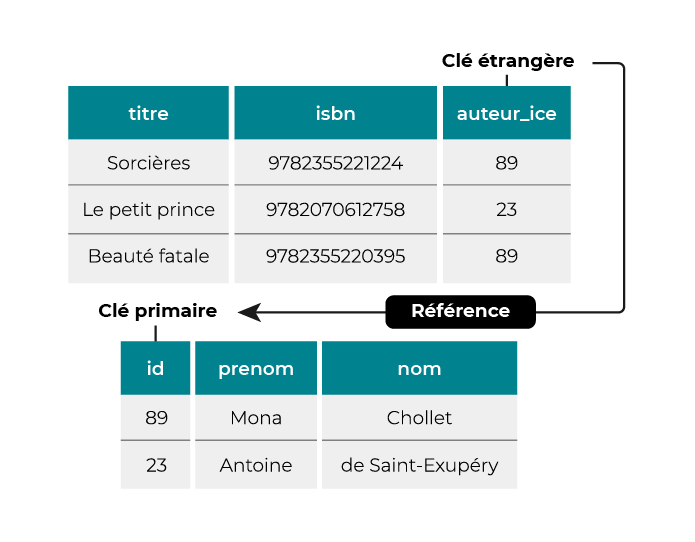 Clé étrangère
titre isbn auteur_ice
Sorcières 9782355221224 89
Le petit prince 9782070612758 23
Beauté fatale 9782355220395 89
Clé primaire Référence
id prenom nom
89 Mona Chollet
23 Antoine de Saint-Exupéry